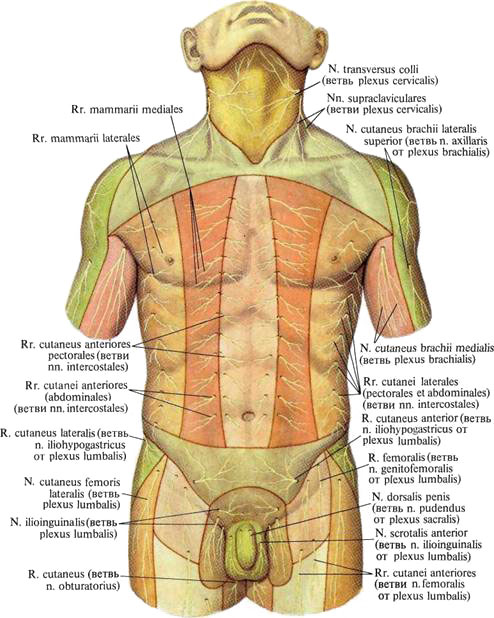 N. transversus colli
(ветвь plexus cervicalis)
Nn. supraclaviculares
(ветви plexus cervicalis)
Rr. mammarii mediales
N. cutaneus brachii lateralis
superior (ветвь n. axillaris
от plexus brachialis)
Rr. mammarii laterales
Rr. cutaneus anteriores
pectorales (ветви
nn. intercostales)
N. cutaneus brachii medialis
(ветвь plexus brachialis)
Rr. cutanei anteriores
(abdominales)
(ветви nn. intercostales)
Rr. cutanei laterales
(pectorales et abdominales)
(ветви nn. intercostales)
R. cutaneus lateralis (ветвь
n. iliohypogastricus
от plexus lumbalis)
R. cutaneus anterior (ветвь
n. iliohypogastricus от
plexus lumbalis)
R. femoralis (ветвь
n. genitofemoralis
от plexus lumbalis)
N. cutaneus femoris
lateralis (ветвь
plexus lumbalis)
N. dorsalis penis
(ветвь n. pudendus
от plexus sacralis)
N. ilioinguinalis(ветвь
plexus lumbalis)
N. scrotalis anterior
(ветвь n. ilioinguinalis
от plexus lumbalis)
R. cutaneus (ветвь
n. obturatorius)
Rr. cutanei anteriores
(ветви n.femoralis
от plexus lumbalis)